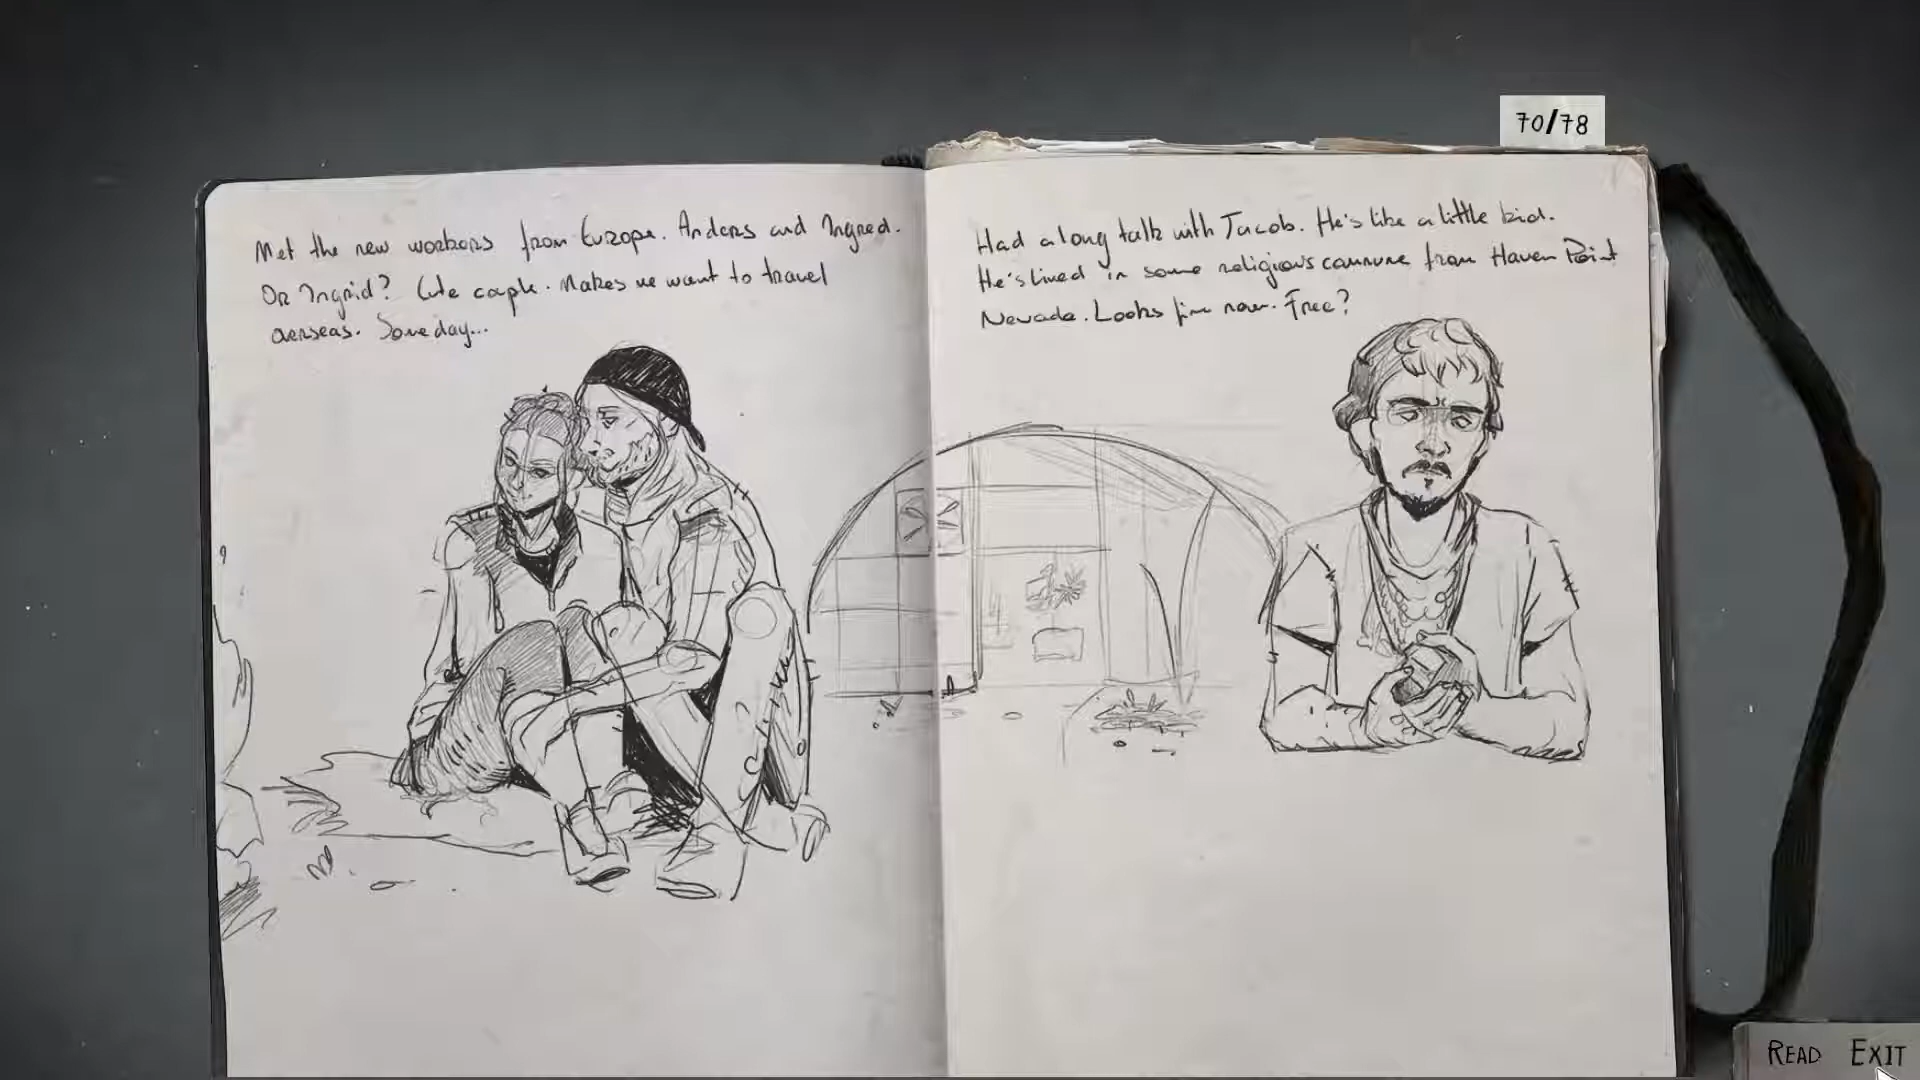 70/78
Met the new workers from Europe. Anders and Ingred.
Or Ingrid? Cute couple. Makes me want to travel
overseas. Someday...
Had a long talk with Jacob. He's like a little kid.
He's lived in some religious commune from Haven Point
Nevada. Looks fine now. Free?
READ EXIT